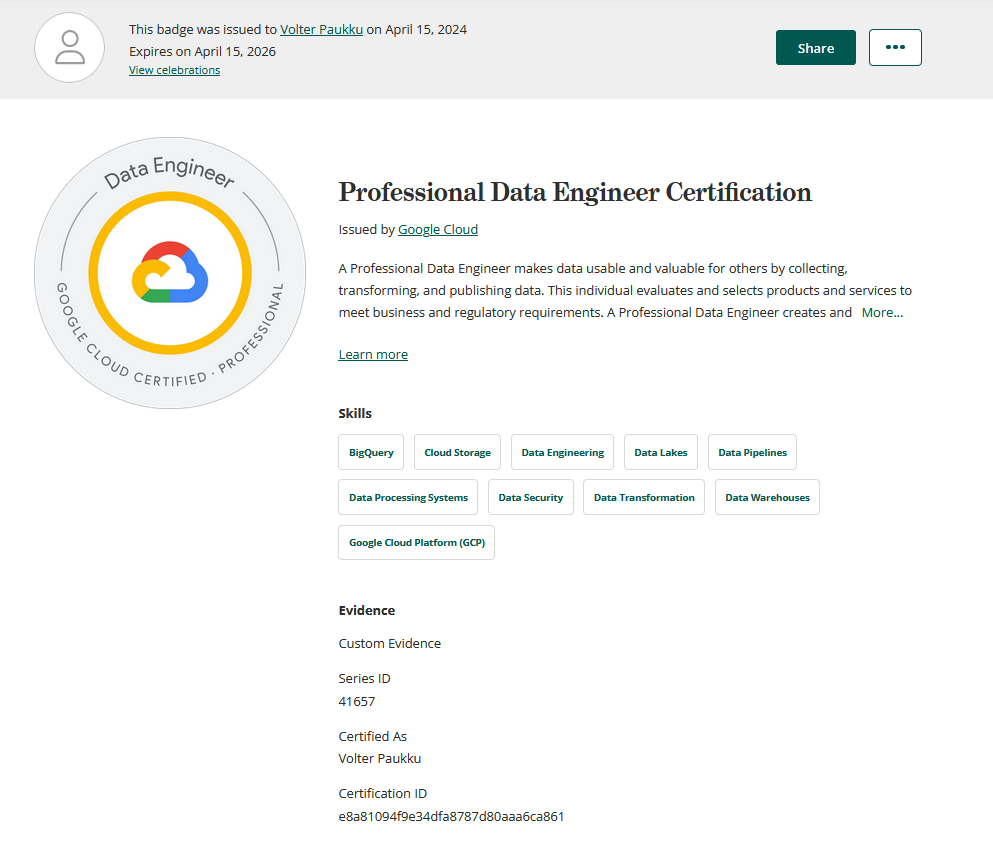 This badge was issued to Volter Paukku on April 15, 2024
Expires on April 15, 2026
View celebrations
Share
Data Engineer
GOOGLE CLOUD CERTIFIED · PROFESSIONAL
Professional Data Engineer Certification
Issued by Google Cloud
A Professional Data Engineer makes data usable and valuable for others by collecting,
transforming, and publishing data. This individual evaluates and selects products and services to
meet business and regulatory requirements. A Professional Data Engineer creates and More...
Learn more
Skills
BigQuery Cloud Storage Data Engineering Data Lakes Data Pipelines
Data Processing Systems Data Security Data Transformation Data Warehouses
Google Cloud Platform (GCP)
Evidence
Custom Evidence
Series ID
41657
Certified As
Volter Paukku
Certification ID
e8a81094f9e34dfa8787d80aaa6ca861